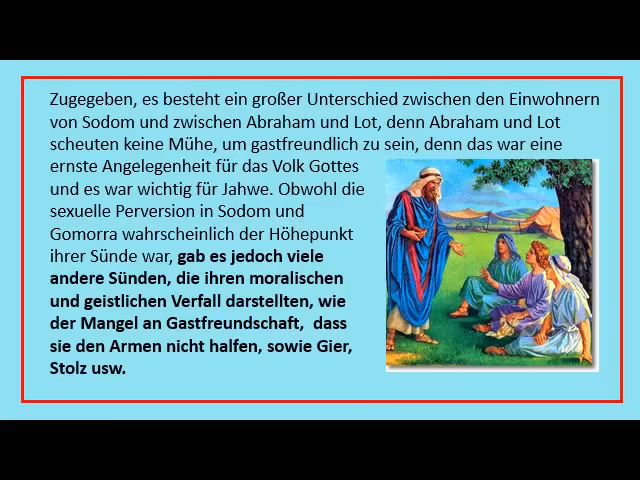 Zugegeben, es besteht ein großer Unterschied zwischen den Einwohnern
von Sodom und zwischen Abraham und Lot, denn Abraham und Lot
scheuten keine Mühe, um gastfreundlich zu sein, denn das war eine
ernste Angelegenheit für das Volk Gottes
und es war wichtig für Jahwe. Obwohl die
sexuelle Perversion in Sodom und
Gomorra wahrscheinlich der Höhepunkt
ihrer Sünde war, gab es jedoch viele
andere Sünden, die ihren moralischen
und geistlichen Verfall darstellten, wie
der Mangel an Gastfreundschaft,  dass
sie den Armen nicht halfen, sowie Gier,
Stolz usw.